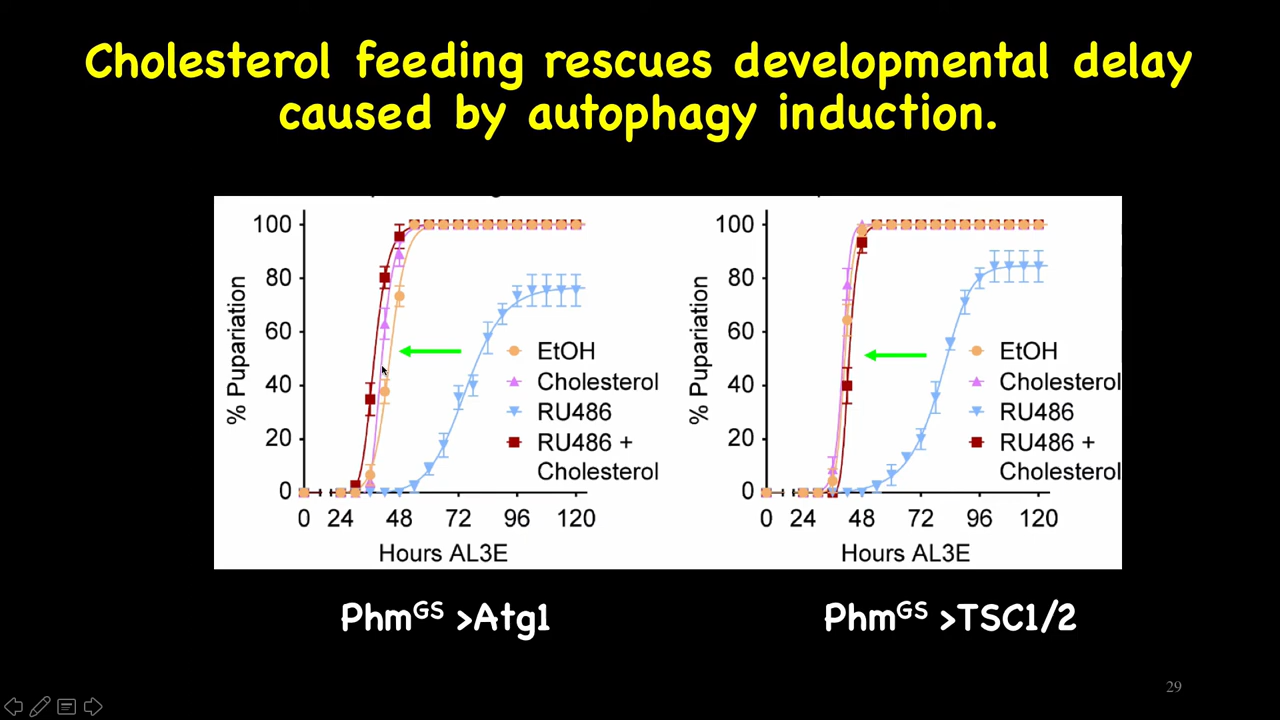 Cholesterol feeding rescues developmental delay
caused by autophagy induction.
100
80
60
40
20
0
% Pupariation
0 24 48 72 96 120
Hours AL3E
EtOH
Cholesterol
RU486
RU486 +
Cholesterol
100
80
60
40
20
0
% Pupariation
0 24 48 72 96 120
Hours AL3E
EtOH
Cholesterol
RU486
RU486 +
Cholesterol
Phmᴳˢ >Atg1
Phmᴳˢ >TSC1/2
29